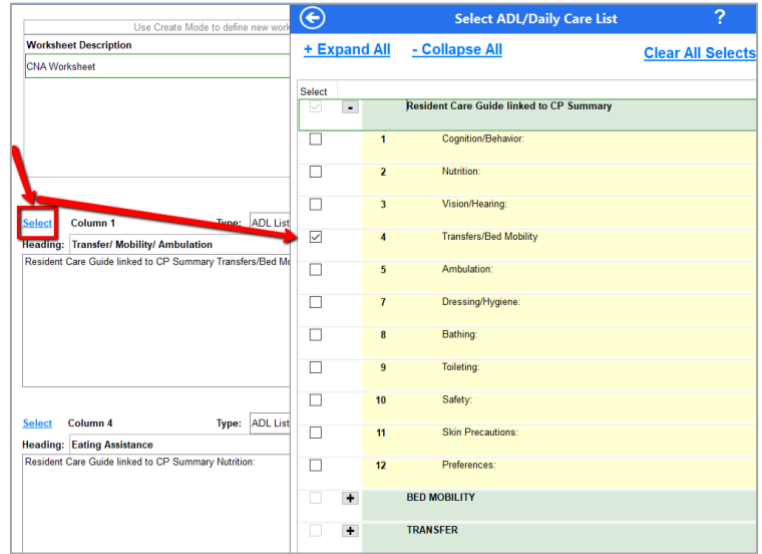 Use Create Mode to define new work
Worksheet Description
CNA Worksheet
Select Column 1 Type: ADL List
Heading: Transfer/ Mobility/ Ambulation
Resident Care Guide linked to CP Summary Transfers/Bed Mo
Select Column 4 Type: ADL List
Heading: Eating Assistance
Resident Care Guide linked to CP Summary Nutrition:
Select ADL/Daily Care List ?
+ Expand All - Collapse All Clear All Selects
Select
- Resident Care Guide linked to CP Summary
1 Cognition/Behavior:
2 Nutrition:
3 Vision/Hearing:
4 Transfers/Bed Mobility
5 Ambulation:
7 Dressing/Hygiene:
8 Bathing:
9 Toileting:
10 Safety:
11 Skin Precautions:
12 Preferences:
+ BED MOBILITY
+ TRANSFER